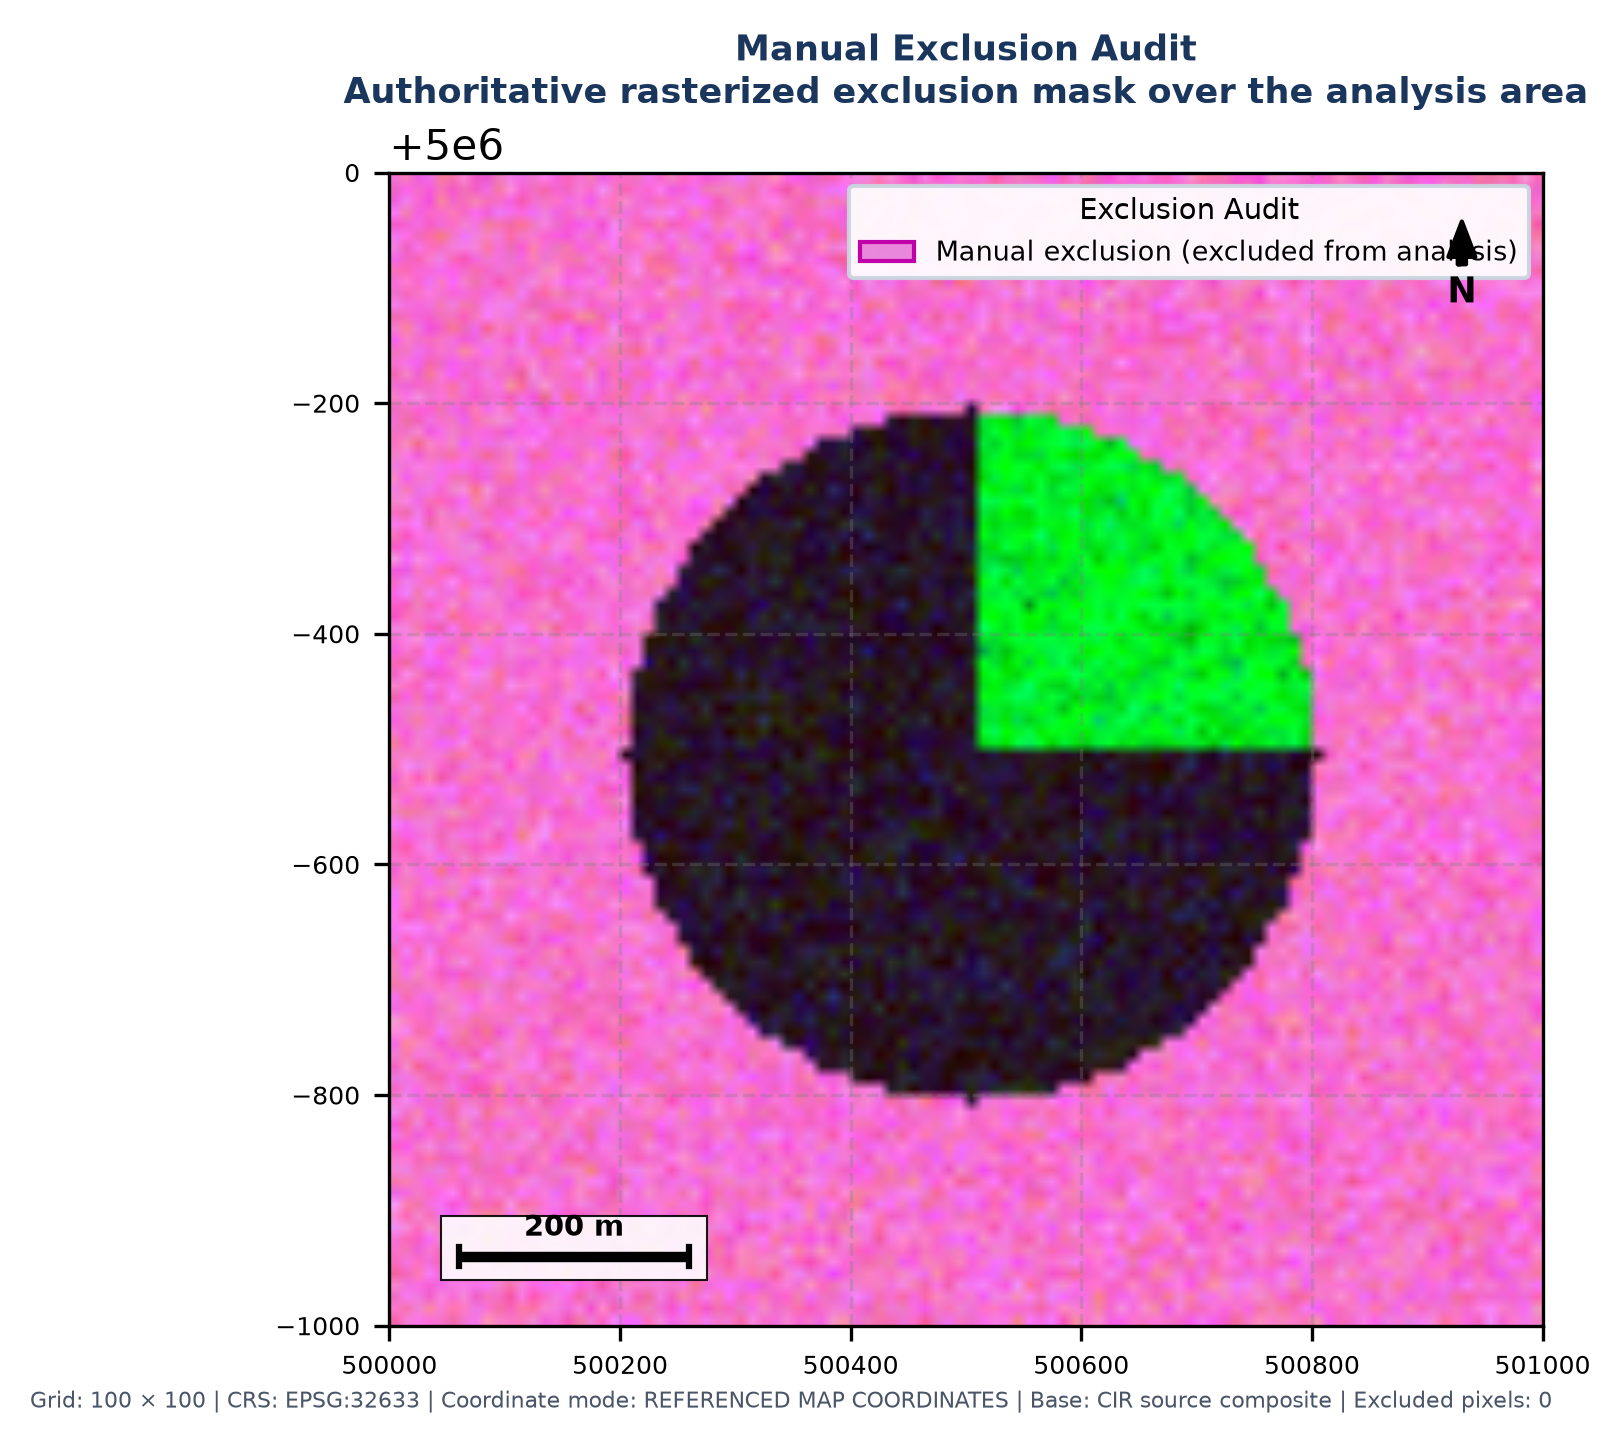 Manual Exclusion Audit
Authoritative rasterized exclusion mask over the analysis area
+5e6
0
Exclusion Audit
Manual exclusion (excluded from analysis)
N
−200
−400
−600
−800
200 m
−1000
500000 500200 500400 500600 500800 501000
Grid: 100 × 100 | CRS: EPSG:32633 | Coordinate mode: REFERENCED MAP COORDINATES | Base: CIR source composite | Excluded pixels: 0